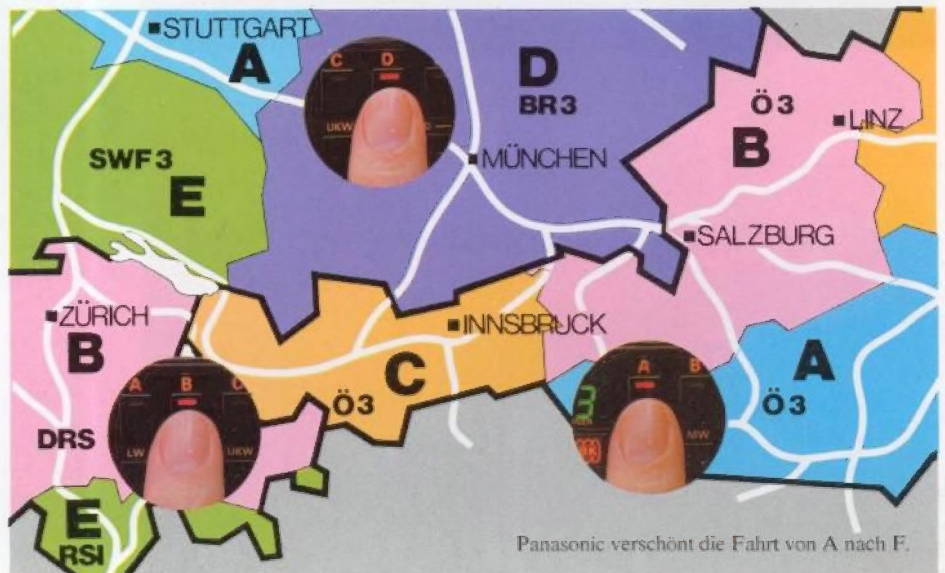 STUTTGART
A
C D
UKW
D
BR3
Ö3
B
LINZ
SWF3
E
MÜNCHEN
SALZBURG
ZÜRICH
B
INNSBRUCK
C
Ö3
A
Ö3
A B C
LW UKW
A B
3
MW
DRS
E
RSI
Panasonic verschönt die Fahrt von A nach F.